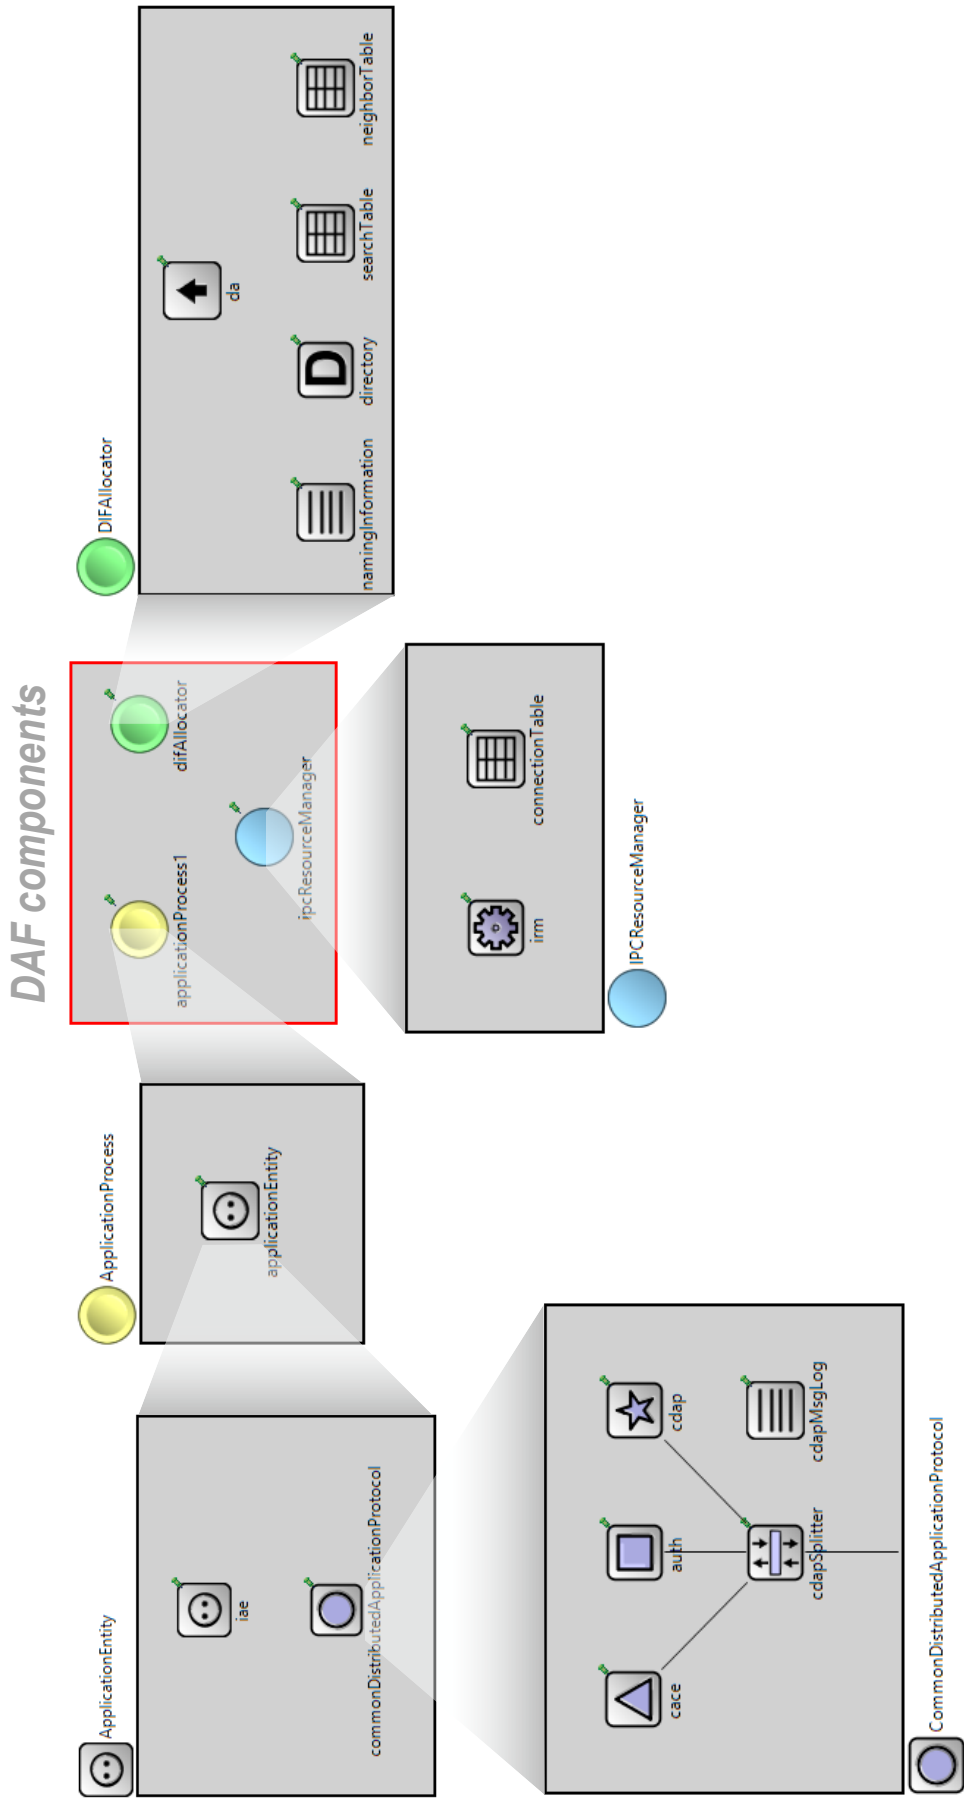 DAF components
ApplicationEntity
ApplicationProcess
DIFAllocator
applicationProcess1
difAllocator
ipcResourceManager
da
namingInformation
directory
searchTable
neighborTable
applicationEntity
iae
commonDistributedApplicationProtocol
irm
connectionTable
IPCResourceManager
cace
auth
cdap
cdapSplitter
cdapMsgLog
CommonDistributedApplicationProtocol
D